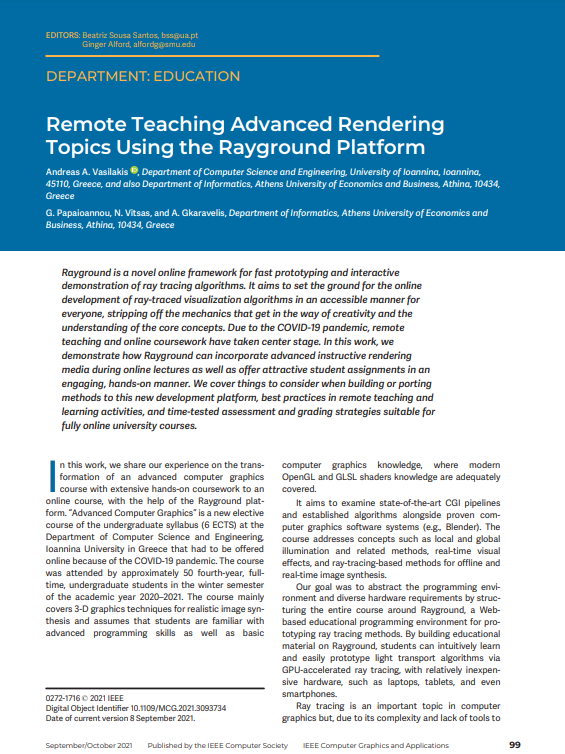 EDITORS: Beatriz Sousa Santos, bss@ua.pt
Ginger Alford, alfordg@smu.edu
DEPARTMENT: EDUCATION
Remote Teaching Advanced Rendering
Topics Using the Rayground Platform
Andreas A. Vasilakis, Department of Computer Science and Engineering, University of Ioannina, Ioannina,
45110, Greece, and also Department of Informatics, Athens University of Economics and Business, Athina, 10434,
Greece
G. Papaioannou, N. Vitsas, and A. Gkaravelis, Department of Informatics, Athens University of Economics and
Business, Athina, 10434, Greece
Rayground is a novel online framework for fast prototyping and interactive
demonstration of ray tracing algorithms. It aims to set the ground for the online
development of ray-traced visualization algorithms in an accessible manner for
everyone, stripping off the mechanics that get in the way of creativity and the
understanding of the core concepts. Due to the COVID-19 pandemic, remote
teaching and online coursework have taken center stage. In this work, we
demonstrate how Rayground can incorporate advanced instructive rendering
media during online lectures as well as offer attractive student assignments in an
engaging, hands-on manner. We cover things to consider when building or porting
methods to this new development platform, best practices in remote teaching and
learning activities, and time-tested assessment and grading strategies suitable for
fully online university courses.
In this work, we share our experience on the trans-
formation of an advanced computer graphics
course with extensive hands-on coursework to an
online course, with the help of the Rayground plat-
form. "Advanced Computer Graphics" is a new elective
course of the undergraduate syllabus (6 ECTS) at the
Department of Computer Science and Engineering,
Ioannina University in Greece that had to be offered
online because of the COVID-19 pandemic. The course
was attended by approximately 50 fourth-year, full-
time, undergraduate students in the winter semester
of the academic year 2020–2021. The course mainly
covers 3-D graphics techniques for realistic image syn-
thesis and assumes that students are familiar with
advanced programming skills as well as basic
0272-1716 © 2021 IEEE
Digital Object Identifier 10.1109/MCG.2021.3093734
Date of current version 8 September 2021.
computer graphics knowledge, where modern
OpenGL and GLSL shaders knowledge are adequately
covered.
It aims to examine state-of-the-art CGI pipelines
and established algorithms alongside proven com-
puter graphics software systems (e.g., Blender). The
course addresses concepts such as local and global
illumination and related methods, real-time visual
effects, and ray-tracing-based methods for offline and
real-time image synthesis.
Our goal was to abstract the programming envi-
ronment and diverse hardware requirements by struc-
turing the entire course around Rayground, a Web-
based educational programming environment for pro-
totyping ray tracing methods. By building educational
material on Rayground, students can intuitively learn
and easily prototype light transport algorithms via
GPU-accelerated ray tracing, with relatively inexpen-
sive hardware, such as laptops, tablets, and even
smartphones.
Ray tracing is an important topic in computer
graphics but, due to its complexity and lack of tools to
September/October 2021 Published by the IEEE Computer Society IEEE Computer Graphics and Applications 99